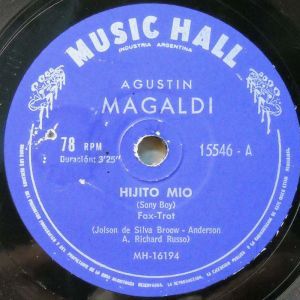 MUSIC HALL
INDUSTRIA ARGENTINA
AGUSTIN
MAGALDI
78 RPM
Duración: 3'25"
15546 - A
HIJITO MIO
(Sony Boy)
Fox-Trot
(Jolson de Silva Broow - Anderson
A. Richard Russo)
MH-16194